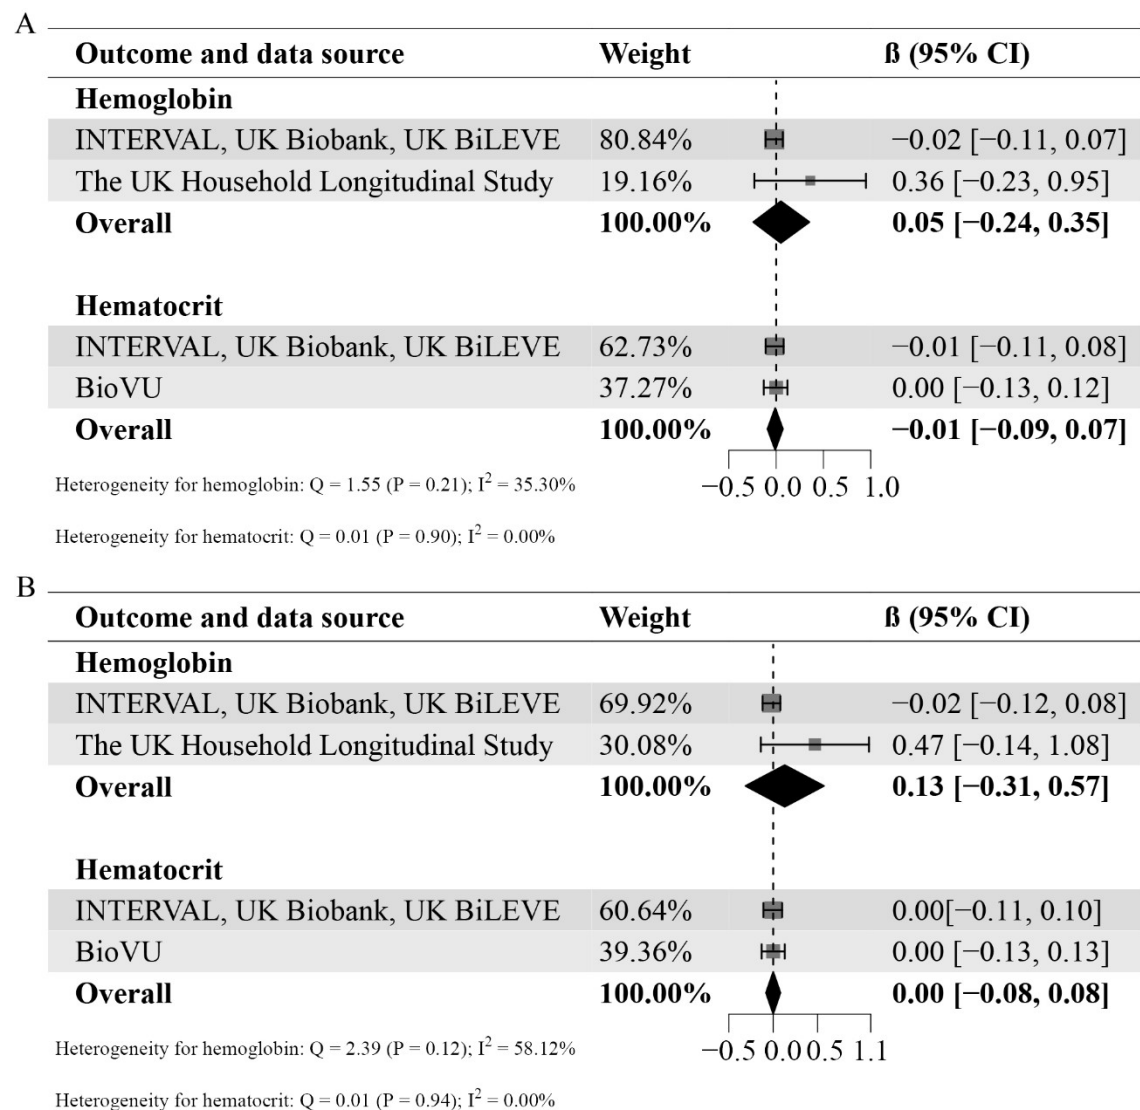 A
Outcome and data source Weight ß (95% CI)
Hemoglobin
INTERVAL, UK Biobank, UK BiLEVE 80.84% −0.02 [−0.11, 0.07]
The UK Household Longitudinal Study 19.16% 0.36 [−0.23, 0.95]
Overall 100.00% 0.05 [−0.24, 0.35]
Hematocrit
INTERVAL, UK Biobank, UK BiLEVE 62.73% −0.01 [−0.11, 0.08]
BioVU 37.27% 0.00 [−0.13, 0.12]
Overall 100.00% −0.01 [−0.09, 0.07]
Heterogeneity for hemoglobin: Q = 1.55 (P = 0.21); I² = 35.30% −0.5 0.0 0.5 1.0
Heterogeneity for hematocrit: Q = 0.01 (P = 0.90); I² = 0.00%
B
Outcome and data source Weight ß (95% CI)
Hemoglobin
INTERVAL, UK Biobank, UK BiLEVE 69.92% −0.02 [−0.12, 0.08]
The UK Household Longitudinal Study 30.08% 0.47 [−0.14, 1.08]
Overall 100.00% 0.13 [−0.31, 0.57]
Hematocrit
INTERVAL, UK Biobank, UK BiLEVE 60.64% 0.00[−0.11, 0.10]
BioVU 39.36% 0.00 [−0.13, 0.13]
Overall 100.00% 0.00 [−0.08, 0.08]
Heterogeneity for hemoglobin: Q = 2.39 (P = 0.12); I² = 58.12% −0.5 0.0 0.5 1.1
Heterogeneity for hematocrit: Q = 0.01 (P = 0.94); I² = 0.00%